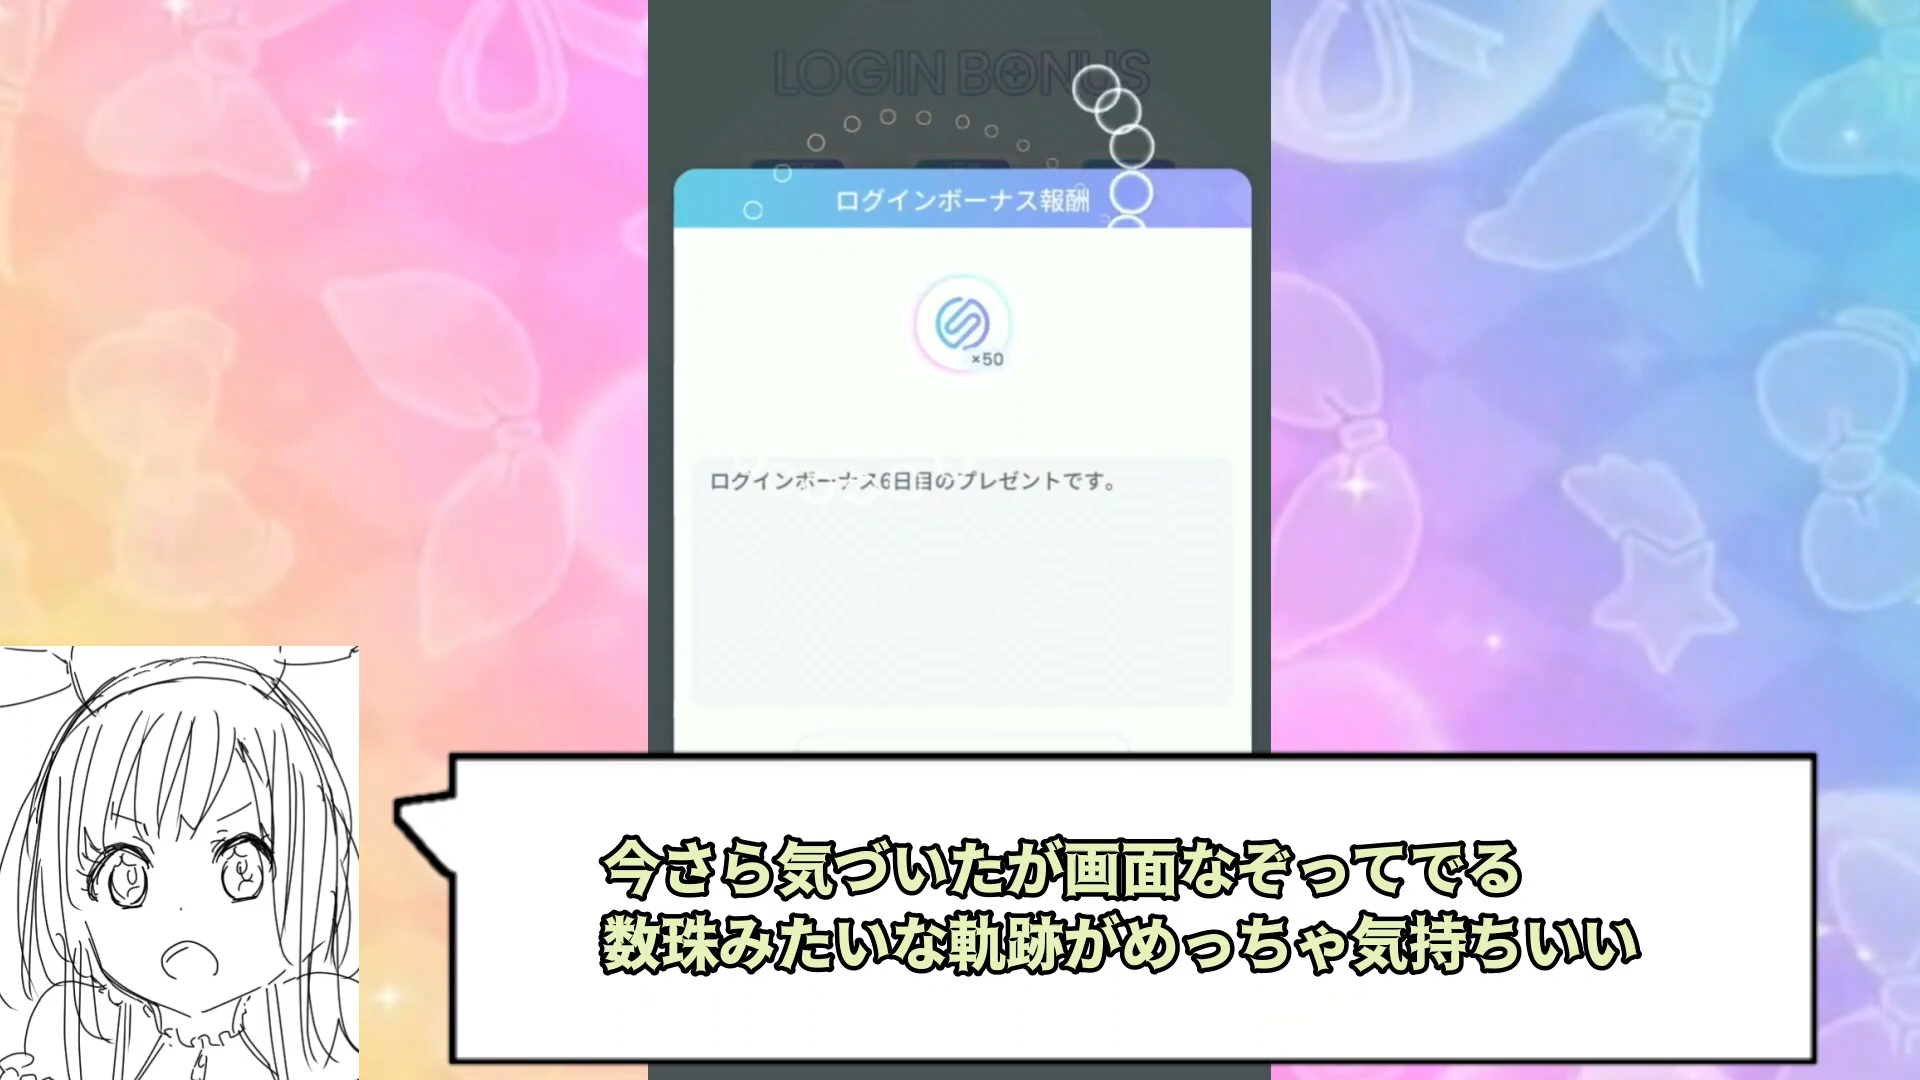 LOGIN BONUS
ログインボーナス報酬
×50
ログインボーナス6日目のプレゼントです。
今さら気づいたが画面なぞってでる
数珠みたいな軌跡がめっちゃ気持ちいい